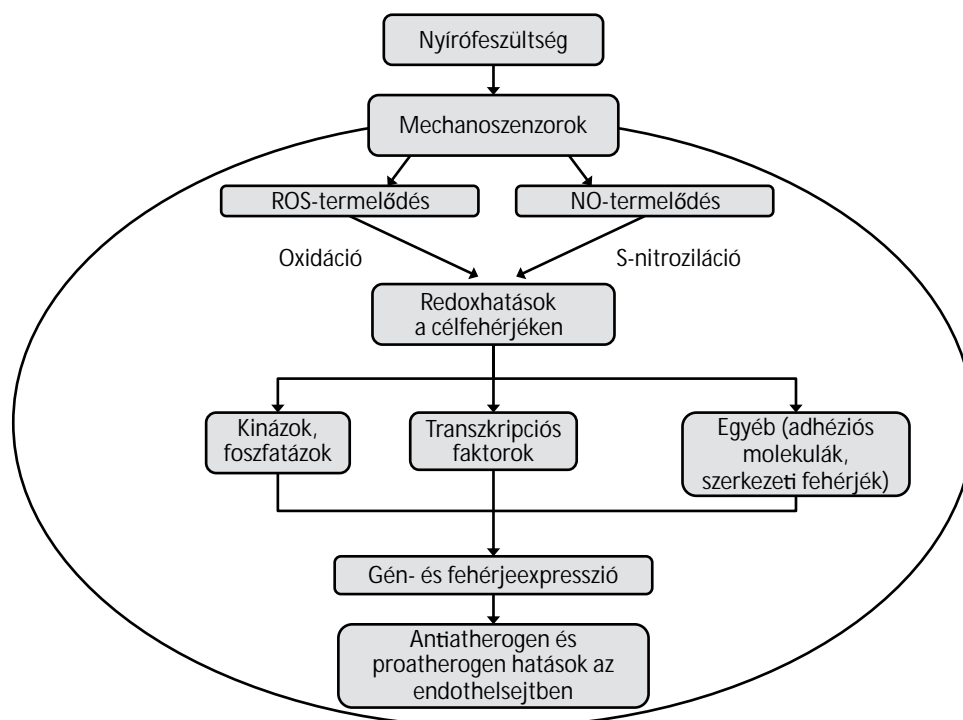 Nyírófeszültség
Mechanoszenzorok
ROS-termelődés
NO-termelődés
Oxidáció
S-nitroziláció
Redoxhatások
a célfehérjéken
Kinázok,
foszfatázok
Transzkripciós
faktorok
Egyéb (adhéziós
molekulák,
szerkezeti fehérjék)
Gén- és fehérjeexpresszió
Antiatherogen és
proatherogen hatások az
endothelsejtben